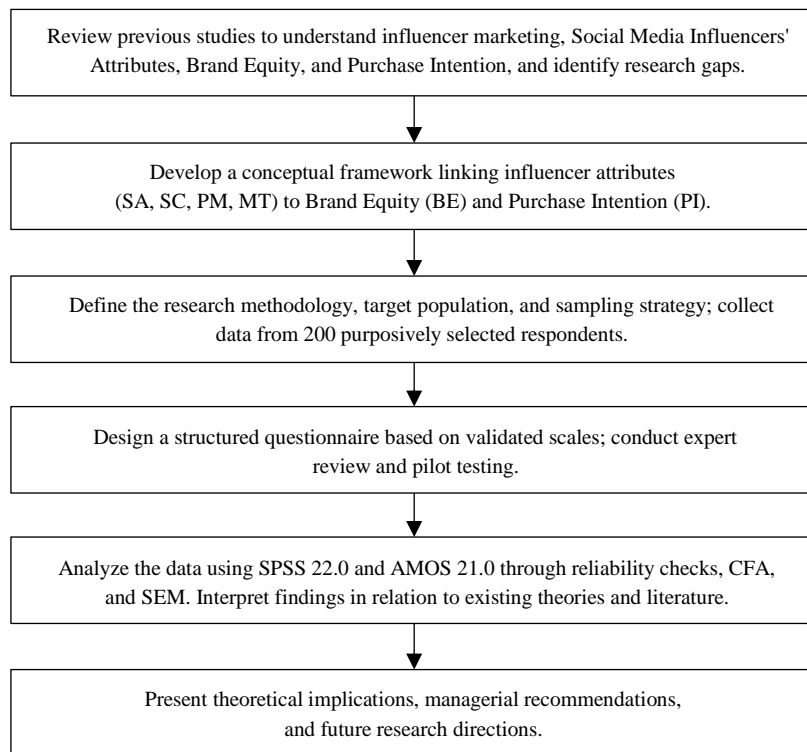 Review previous studies to understand influencer marketing, Social Media Influencers'
Attributes, Brand Equity, and Purchase Intention, and identify research gaps.
Develop a conceptual framework linking influencer attributes
(SA, SC, PM, MT) to Brand Equity (BE) and Purchase Intention (PI).
Define the research methodology, target population, and sampling strategy; collect
data from 200 purposively selected respondents.
Design a structured questionnaire based on validated scales; conduct expert
review and pilot testing.
Analyze the data using SPSS 22.0 and AMOS 21.0 through reliability checks, CFA,
and SEM. Interpret findings in relation to existing theories and literature.
Present theoretical implications, managerial recommendations,
and future research directions.